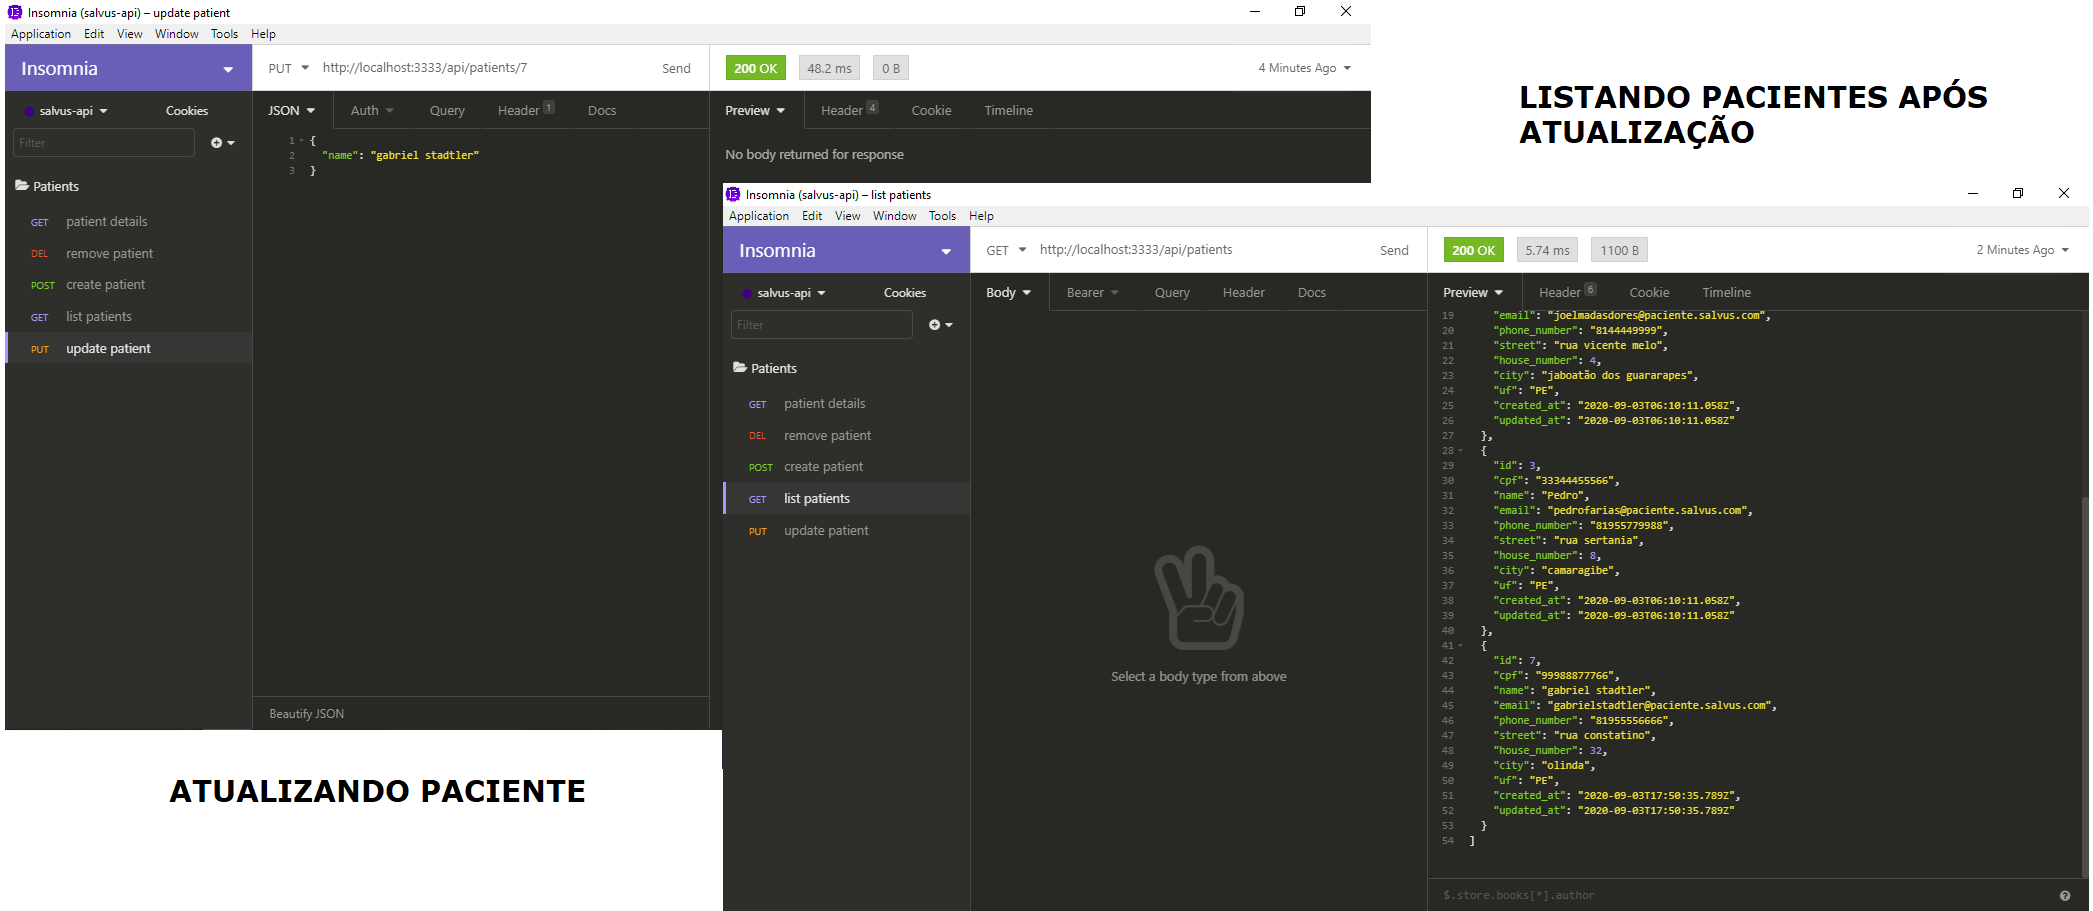 Insomnia (salvus-api) – update patient
Application Edit View Window Tools Help
Insomnia
PUT http://localhost:3333/api/patients/7 Send
200 OK 48.2 ms 0 B 4 Minutes Ago
salvus-api Cookies
JSON Auth Query Header 1 Docs
Preview Header 4 Cookie Timeline
Filter
1 {
2 "name": "gabriel stadtler"
3 }
No body returned for response
Patients
GET patient details
DEL remove patient
POST create patient
GET list patients
PUT update patient
Beautify JSON
ATUALIZANDO PACIENTE
LISTANDO PACIENTES APÓS
ATUALIZAÇÃO
Insomnia (salvus-api) – list patients
Application Edit View Window Tools Help
Insomnia
GET http://localhost:3333/api/patients Send
200 OK 5.74 ms 1100 B 2 Minutes Ago
salvus-api Cookies
Body Bearer Query Header Docs
Preview Header 6 Cookie Timeline
Filter
Patients
GET patient details
DEL remove patient
POST create patient
GET list patients
PUT update patient
Select a body type from above
19 "email": "joelmadasdores@paciente.salvus.com",
20 "phone_number": "8144449999",
21 "street": "rua vicente melo",
22 "house_number": 4,
23 "city": "jaboatão dos guararapes",
24 "uf": "PE",
25 "created_at": "2020-09-03T06:10:11.058Z",
26 "updated_at": "2020-09-03T06:10:11.058Z"
27 },
28 {
29 "id": 3,
30 "cpf": "33344455566",
31 "name": "Pedro",
32 "email": "pedrofarias@paciente.salvus.com",
33 "phone_number": "81955779988",
34 "street": "rua sertania",
35 "house_number": 8,
36 "city": "camaragibe",
37 "uf": "PE",
38 "created_at": "2020-09-03T06:10:11.058Z",
39 "updated_at": "2020-09-03T06:10:11.058Z"
40 },
41 {
42 "id": 7,
43 "cpf": "99988877766",
44 "name": "gabriel stadtler",
45 "email": "gabrielstadtler@paciente.salvus.com",
46 "phone_number": "81955556666",
47 "street": "rua constatino",
48 "house_number": 32,
49 "city": "olinda",
50 "uf": "PE",
51 "created_at": "2020-09-03T17:50:35.789Z",
52 "updated_at": "2020-09-03T17:50:35.789Z"
53 }
54 ]
$.store.books[*].author